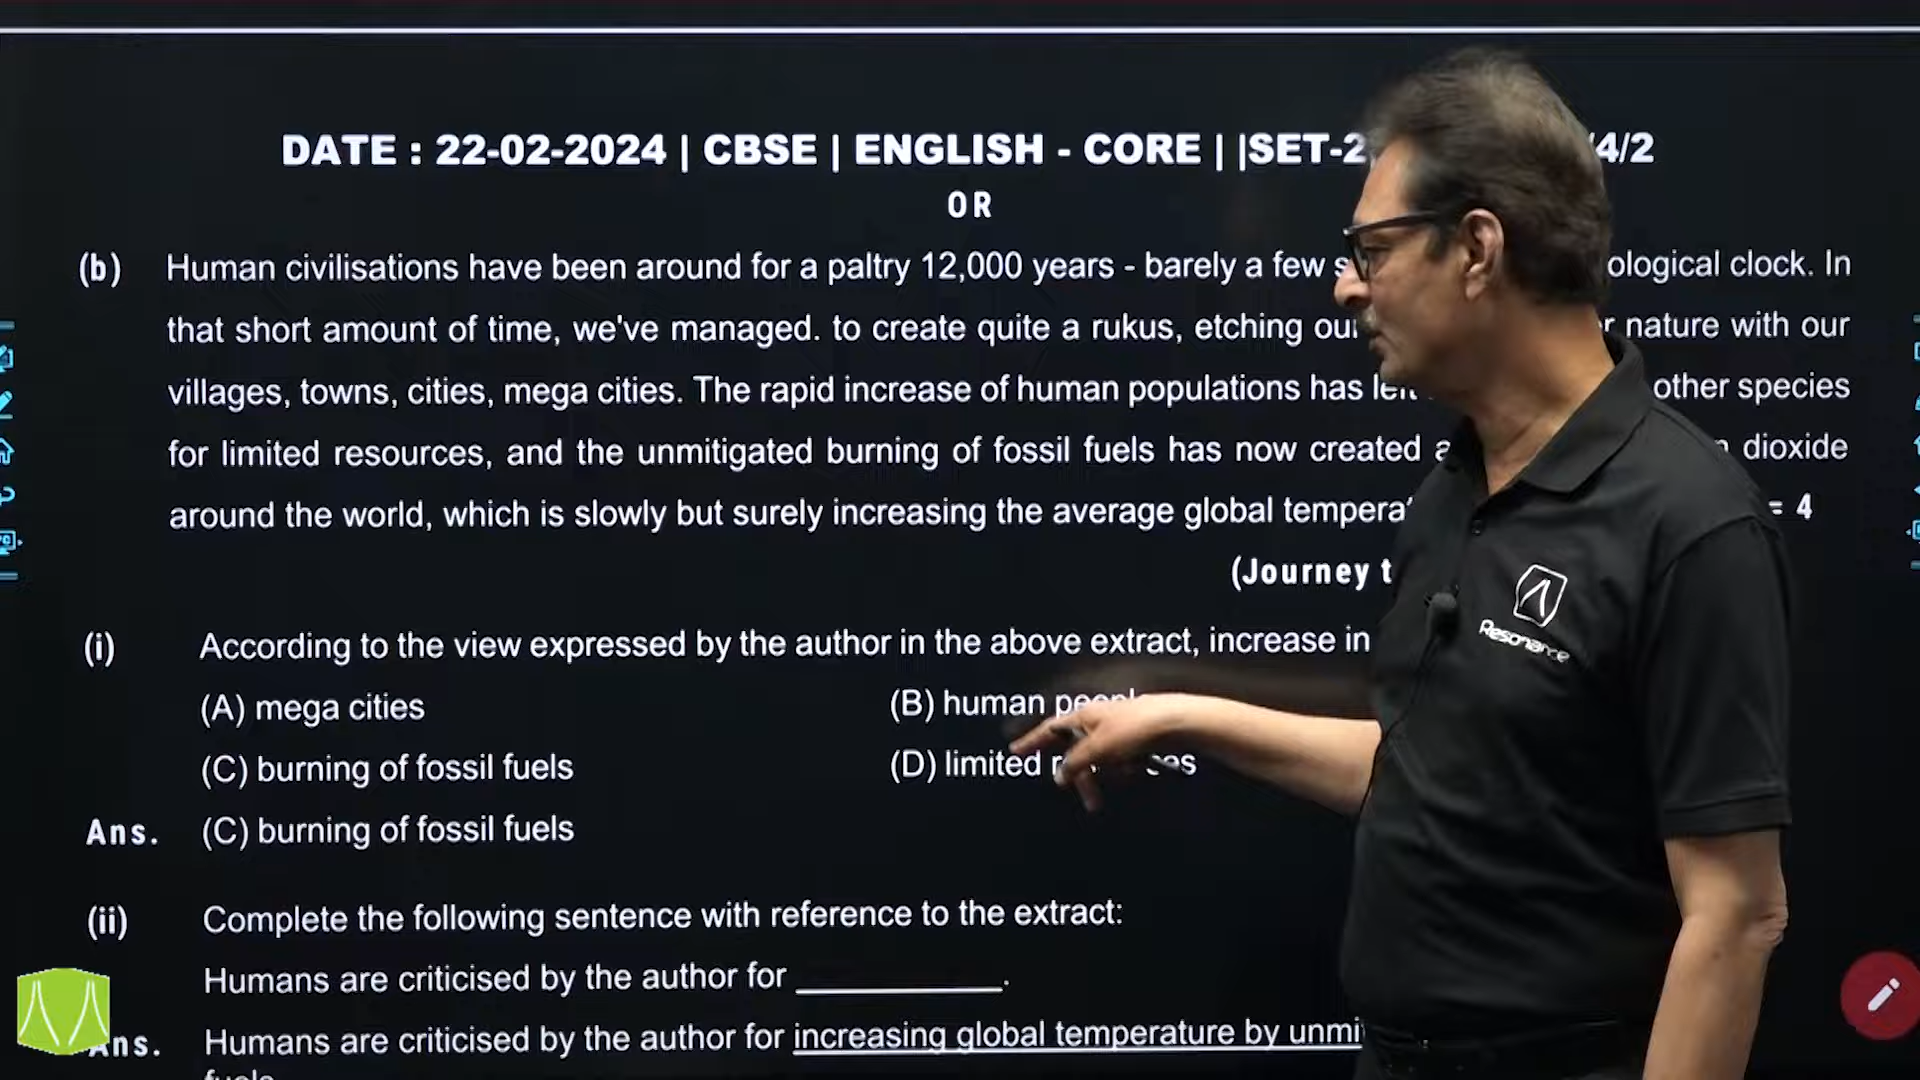 DATE : 22-02-2024 | CBSE | ENGLISH - CORE | |SET-2 4/2
OR
(b) Human civilisations have been around for a paltry 12,000 years - barely a few ological clock. In
that short amount of time, we've managed. to create quite a rukus, etching our nature with our
villages, towns, cities, mega cities. The rapid increase of human populations has left other species
for limited resources, and the unmitigated burning of fossil fuels has now created a dioxide
around the world, which is slowly but surely increasing the average global tempera = 4
(Journey t
(i) According to the view expressed by the author in the above extract, increase in
(A) mega cities (B) human
(C) burning of fossil fuels (D) limited
Ans. (C) burning of fossil fuels
(ii) Complete the following sentence with reference to the extract:
Humans are criticised by the author for __________.
Ans. Humans are criticised by the author for increasing global temperature by unmi
Resonance